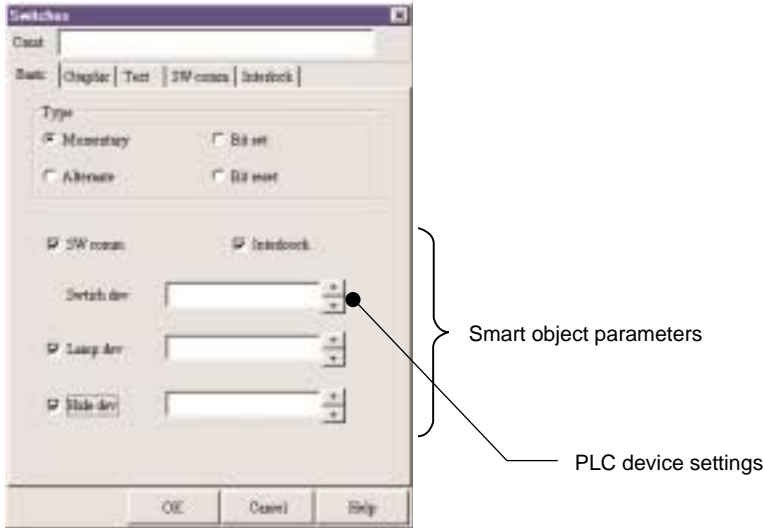 Switches
Cmnt
Basic Graphic Text SW comm Interlock
Type
Momentary Bit set
Alternate Bit reset
SW comm Interlock
Switch dev
Lamp dev
Hide dev
OK Cancel Help
Smart object parameters
PLC device settings